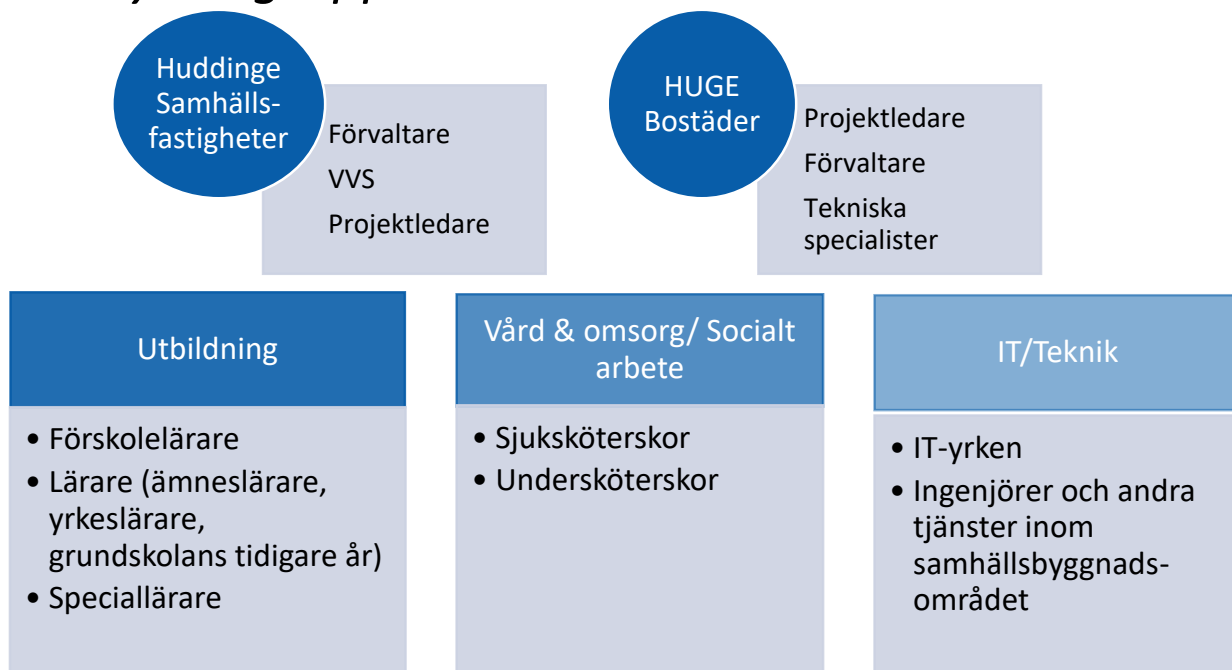 Huddinge
Samhälls-
fastigheter
Förvaltare
VVS
Projektledare
HUGE
Bostäder
Projektledare
Förvaltare
Tekniska
specialister
Utbildning
• Förskolelärare
• Lärare (ämneslärare,
yrkeslärare,
grundskolans tidigare år)
• Speciallärare
Vård & omsorg/ Socialt
arbete
• Sjuksköterskor
• Undersköterskor
IT/Teknik
• IT-yrken
• Ingenjörer och andra
tjänster inom
samhällsbyggnads-
området